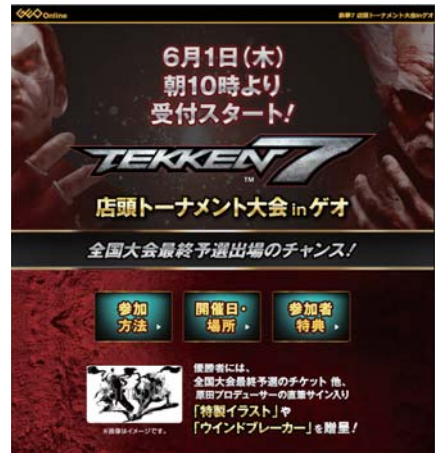 GEO Online
鉄拳7 店頭トーナメント大会inゲオ
6月1日(木)
朝10時より
受付スタート!
TEKKEN 7
TM
店頭トーナメント大会 in ゲオ
全国大会最終予選出場のチャンス!
参加
方法
開催日・
場所
参加者
特典
優勝者には、
全国大会最終予選のチケット 他、
原田プロデューサーの直筆サイン入り
「特製イラスト」や
「ウインドブレーカー」を贈呈!
※画像はイメージです。